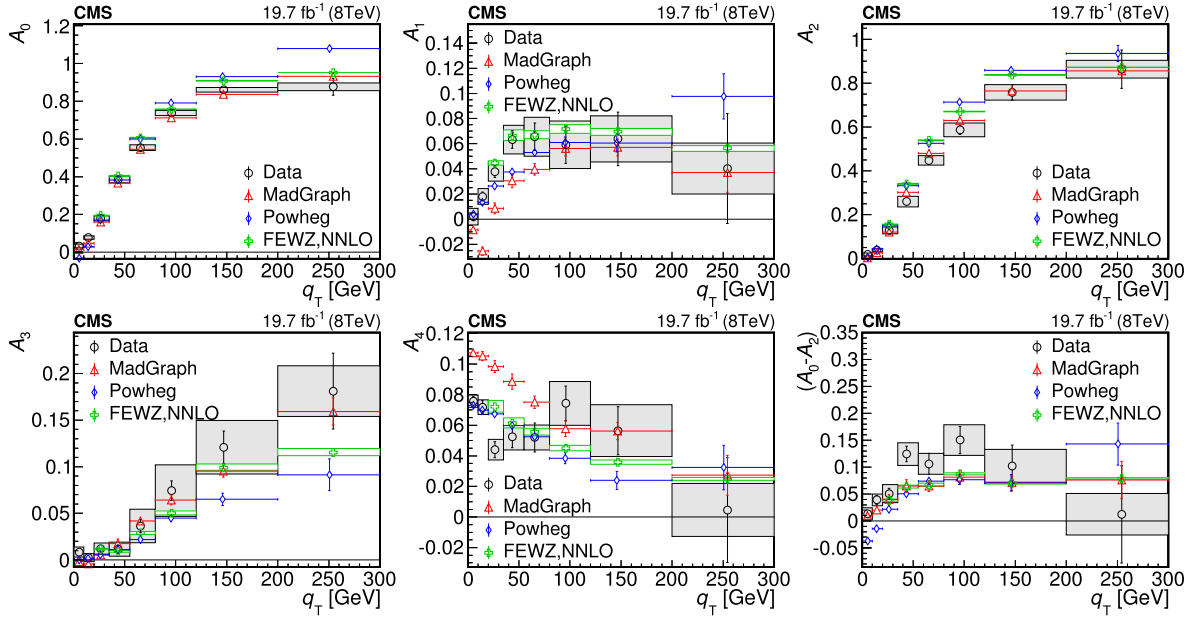 CMS 19.7 fb⁻¹ (8TeV)
A₀
1.2
1
0.8
0.6
0.4
0.2
0
Data
MadGraph
Powheg
FEWZ,NNLO
0 50 100 150 200 250 300
q_T [GeV]
CMS 19.7 fb⁻¹ (8TeV)
A₁
0.14
0.12
0.1
0.08
0.06
0.04
0.02
0
-0.02
Data
MadGraph
Powheg
FEWZ,NNLO
0 50 100 150 200 250 300
q_T [GeV]
CMS 19.7 fb⁻¹ (8TeV)
A₂
1
0.8
0.6
0.4
0.2
0
Data
MadGraph
Powheg
FEWZ,NNLO
0 50 100 150 200 250 300
q_T [GeV]
CMS 19.7 fb⁻¹ (8TeV)
A₃
0.2
0.15
0.1
0.05
0
Data
MadGraph
Powheg
FEWZ,NNLO
0 50 100 150 200 250 300
q_T [GeV]
CMS 19.7 fb⁻¹ (8TeV)
A₄
0.12
0.1
0.08
0.06
0.04
0.02
0
-0.02
Data
MadGraph
Powheg
FEWZ,NNLO
0 50 100 150 200 250 300
q_T [GeV]
CMS 19.7 fb⁻¹ (8TeV)
(A₀-A₂)
0.35
0.3
0.25
0.2
0.15
0.1
0.05
0
-0.05
Data
MadGraph
Powheg
FEWZ,NNLO
0 50 100 150 200 250 300
q_T [GeV]